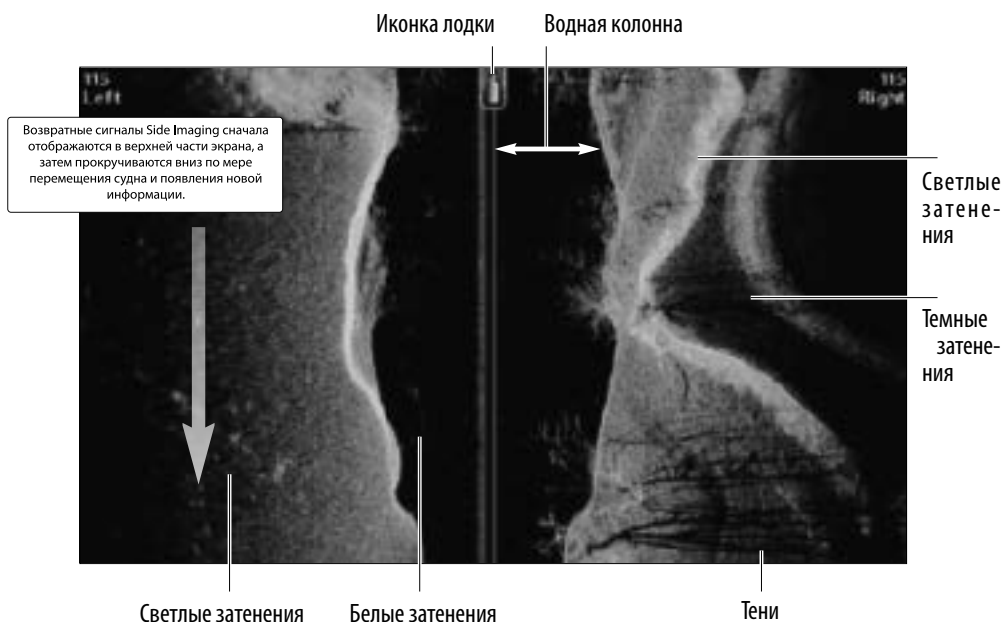 Иконка лодки
Водная колонна
115
Left
115
Right
Возвратные сигналы Side Imaging сначала
отображаются в верхней части экрана, а
затем прокручиваются вниз по мере
перемещения судна и появления новой
информации.
Светлые
затене-
ния
Темные
затене-
ния
Светлые затенения
Белые затенения
Тени